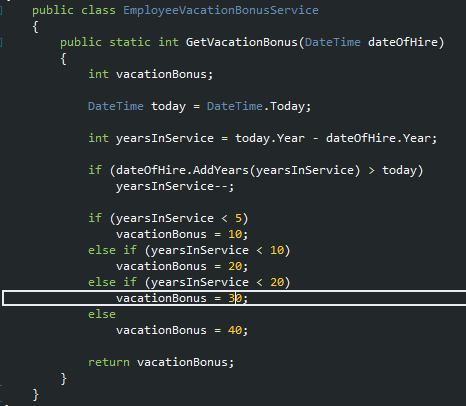 public class EmployeeVacationBonusService
{
public static int GetVacationBonus(DateTime dateOfHire)
{
int vacationBonus;
DateTime today = DateTime.Today;
int yearsInService = today.Year - dateOfHire.Year;
if (dateOfHire.AddYears(yearsInService) > today)
yearsInService--;
if (yearsInService < 5)
vacationBonus = 10;
else if (yearsInService < 10)
vacationBonus = 20;
else if (yearsInService < 20)
vacationBonus = 30;
else
vacationBonus = 40;
return vacationBonus;
}
}